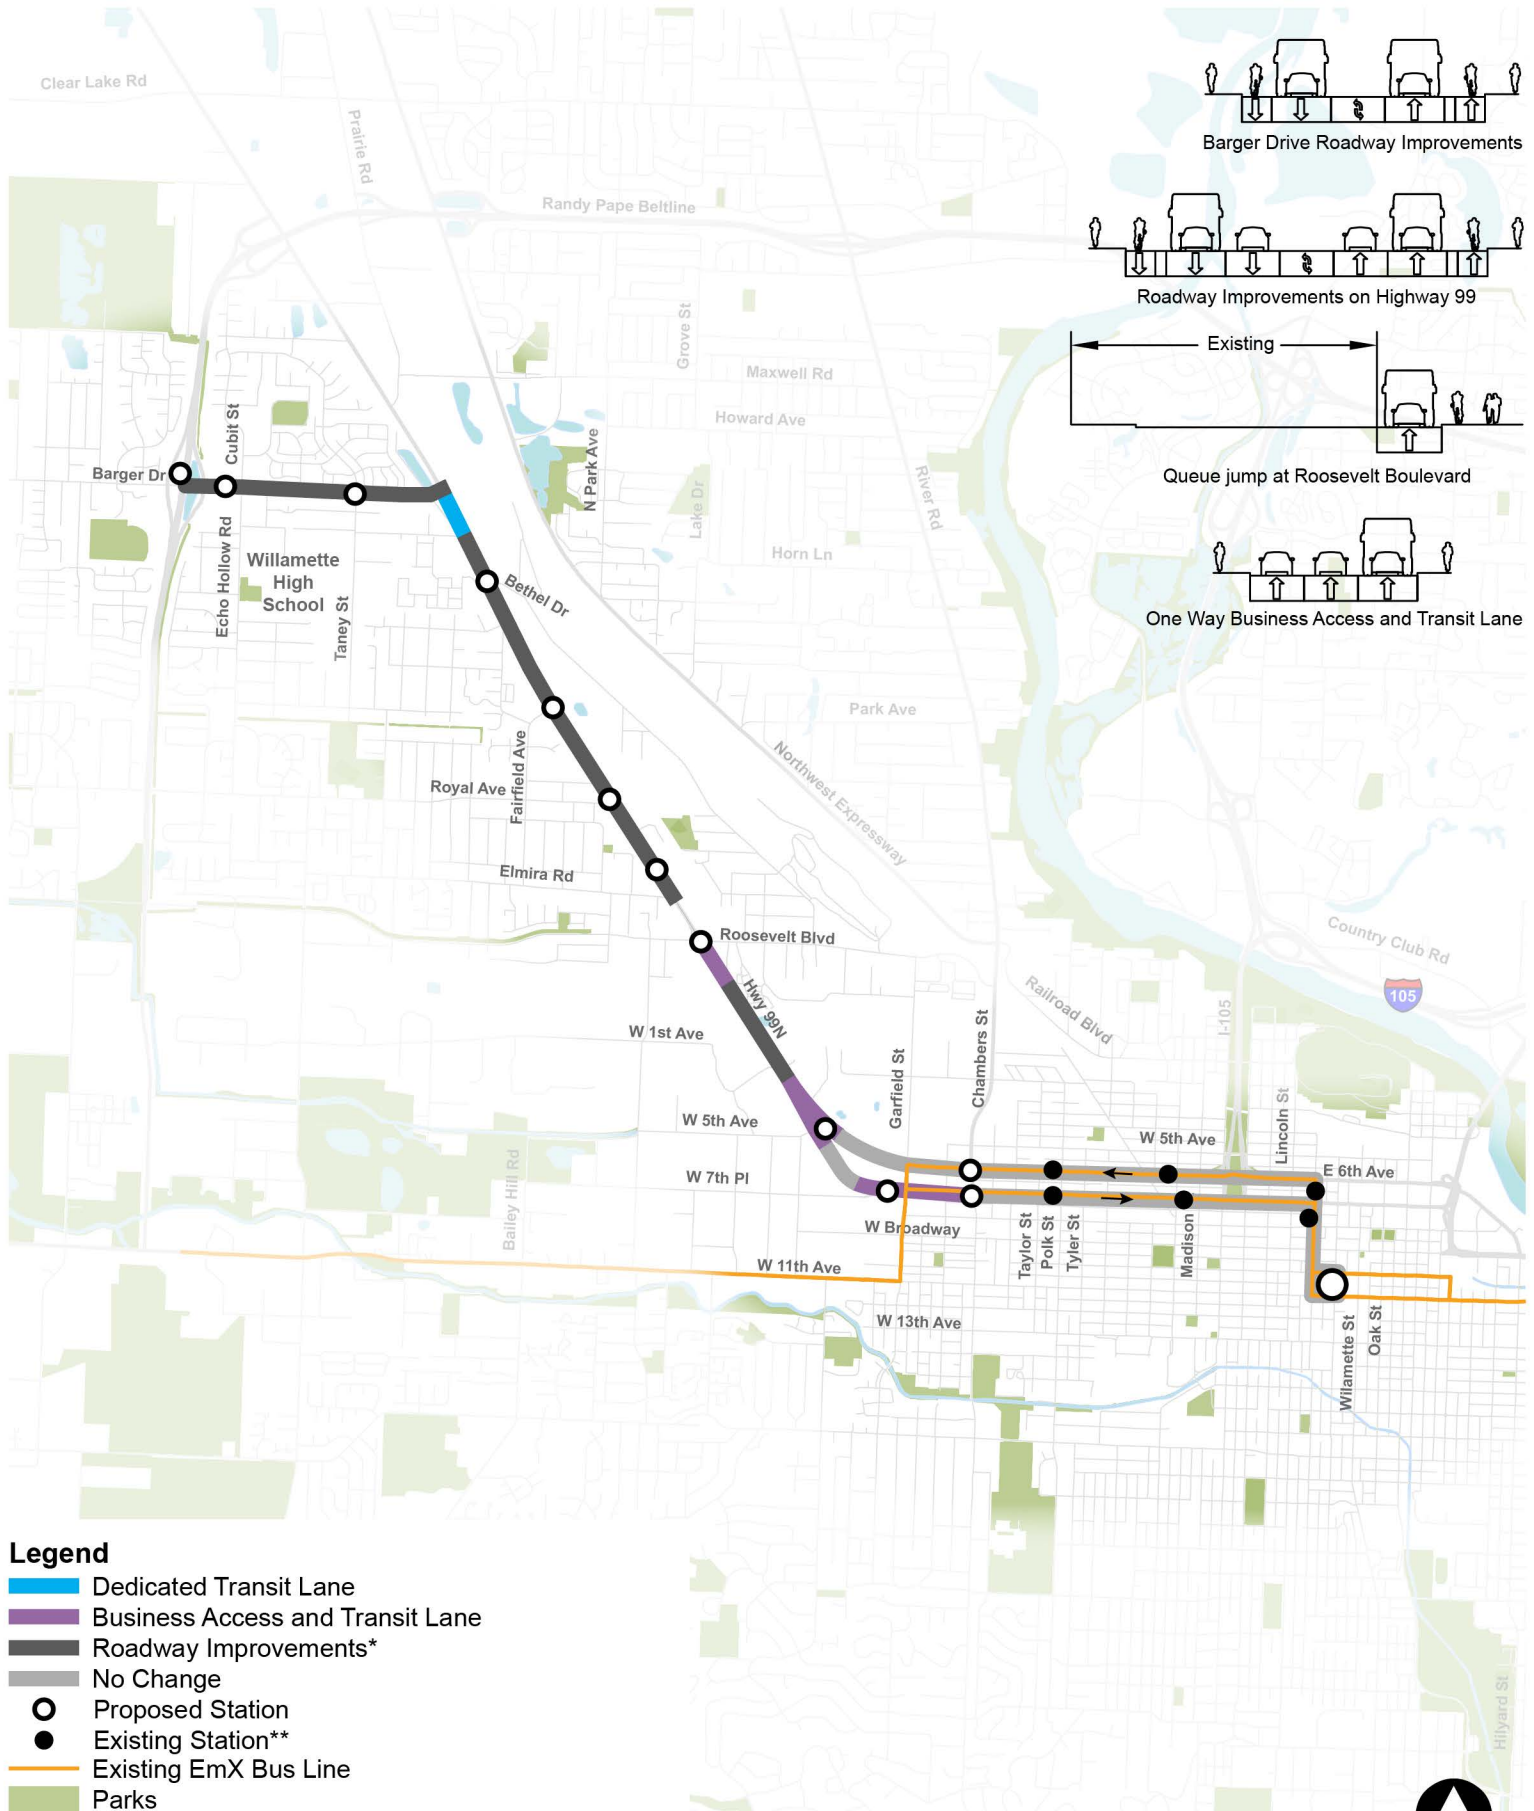 Clear Lake Rd
Prairie Rd
Randy Pape Beltline
Barger Drive Roadway Improvements
Roadway Improvements on Highway 99
Existing
Queue jump at Roosevelt Boulevard
One Way Business Access and Transit Lane
Grove St
Maxwell Rd
Howard Ave
Cubit St
Barger Dr
N Park Ave
Lake Dr
River Rd
Horn Ln
Echo Hollow Rd
Willamette
High
School
Taney St
Bethel Dr
Park Ave
Northwest Expressway
Royal Ave
Fairfield Ave
Elmira Rd
Roosevelt Blvd
Country Club Rd
105
Hwy 99N
Railroad Blvd
I-105
W 1st Ave
Garfield St
Chambers St
Lincoln St
W 5th Ave
W 5th Ave
E 6th Ave
W 7th Pl
Bailey Hill Rd
W Broadway
Taylor St
Polk St
Tyler St
Madison
W 11th Ave
W 13th Ave
Wilamette St
Oak St
Hilyard St
Legend
Dedicated Transit Lane
Business Access and Transit Lane
Roadway Improvements*
No Change
Proposed Station
Existing Station**
Existing EmX Bus Line
Parks